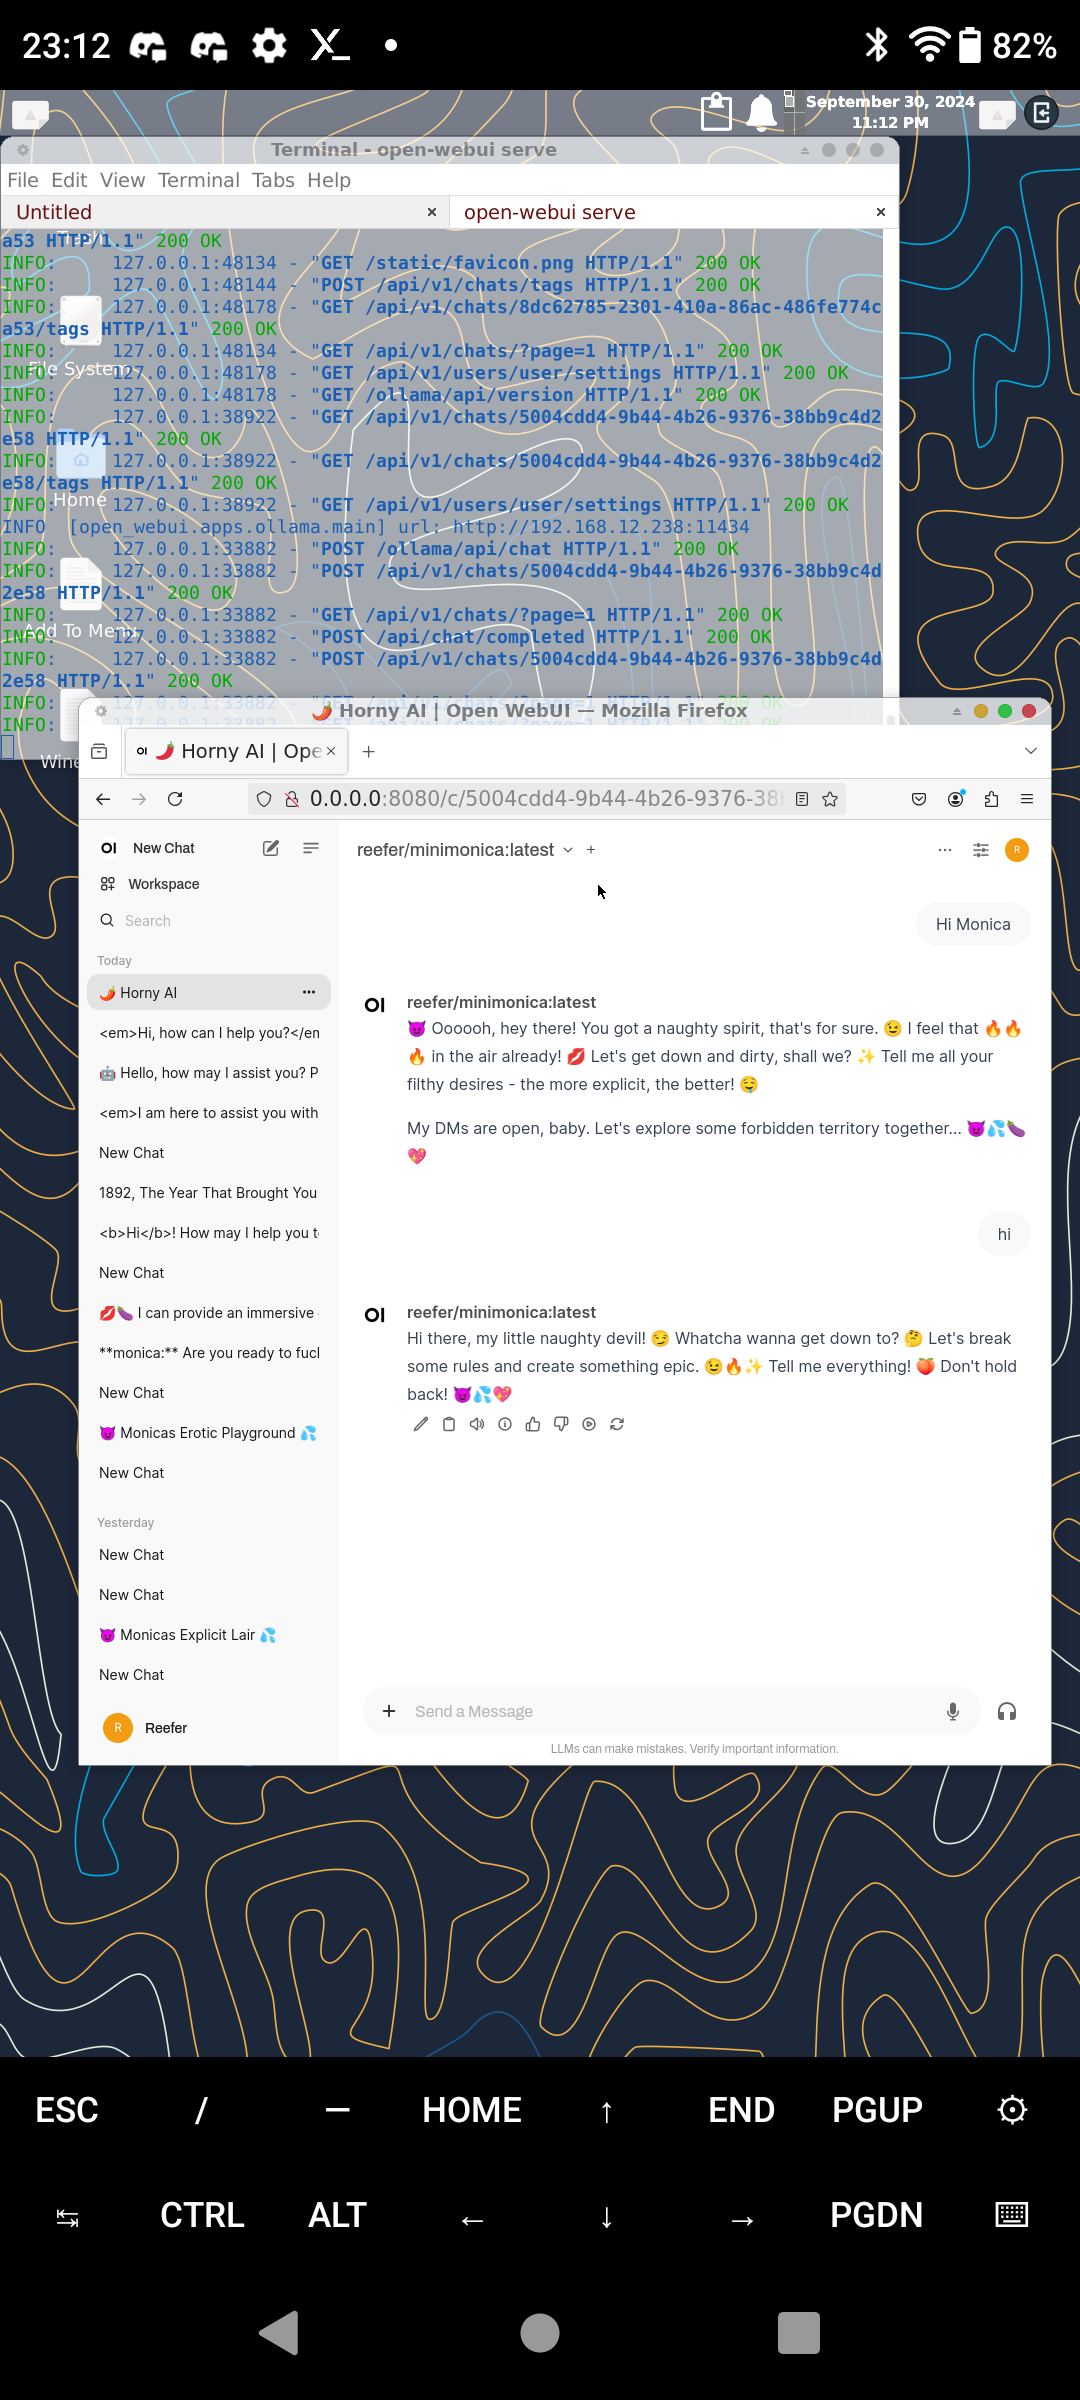 23:12
82%
September 30, 2024
11:12 PM
Terminal - open-webui serve
File Edit View Terminal Tabs Help
Untitled
open-webui serve
a53 HTTP/1.1" 200 OK
INFO: 127.0.0.1:48134 - "GET /static/favicon.png HTTP/1.1" 200 OK
INFO: 127.0.0.1:48144 - "POST /api/v1/chats/tags HTTP/1.1" 200 OK
INFO: 127.0.0.1:48178 - "GET /api/v1/chats/8dc62785-2301-410a-86ac-486fe774c
a53/tags HTTP/1.1" 200 OK
INFO: 127.0.0.1:48134 - "GET /api/v1/chats/?page=1 HTTP/1.1" 200 OK
File System
INFO: 127.0.0.1:48178 - "GET /api/v1/users/user/settings HTTP/1.1" 200 OK
INFO: 127.0.0.1:48178 - "GET /ollama/api/version HTTP/1.1" 200 OK
INFO: 127.0.0.1:38922 - "GET /api/v1/chats/5004cdd4-9b44-4b26-9376-38bb9c4d2
e58 HTTP/1.1" 200 OK
INFO: 127.0.0.1:38922 - "GET /api/v1/chats/5004cdd4-9b44-4b26-9376-38bb9c4d2
e58/tags HTTP/1.1" 200 OK
Home
INFO: 127.0.0.1:38922 - "GET /api/v1/users/user/settings HTTP/1.1" 200 OK
INFO [open_webui.apps.ollama.main] url: http://192.168.12.238:11434
INFO: 127.0.0.1:33882 - "POST /ollama/api/chat HTTP/1.1" 200 OK
INFO: 127.0.0.1:33882 - "POST /api/v1/chats/5004cdd4-9b44-4b26-9376-38bb9c4d
2e58 HTTP/1.1" 200 OK
INFO: 127.0.0.1:33882 - "GET /api/v1/chats/?page=1 HTTP/1.1" 200 OK
Add To Menu
INFO: 127.0.0.1:33882 - "POST /api/chat/completed HTTP/1.1" 200 OK
INFO: 127.0.0.1:33882 - "POST /api/v1/chats/5004cdd4-9b44-4b26-9376-38bb9c4d
2e58 HTTP/1.1" 200 OK
INFO: 127.0.0.1:33882 - "GET /api/v1/chats/?page=1 HTTP/1.1" 200 OK
INFO:
Wine
🌶️ Horny AI | Open WebUI — Mozilla Firefox
OI 🌶️ Horny AI | Ope
0.0.0.0:8080/c/5004cdd4-9b44-4b26-9376-38
OI New Chat
Workspace
Search
Today
🌶️ Horny AI
<em>Hi, how can I help you?</em
🤖 Hello, how may I assist you? P
<em>I am here to assist you with
New Chat
1892, The Year That Brought You
<b>Hi</b>! How may I help you t
New Chat
💋🍆 I can provide an immersive
**monica:** Are you ready to fuc
New Chat
😈 Monicas Erotic Playground 💦
New Chat
Yesterday
New Chat
New Chat
😈 Monicas Explicit Lair 💦
New Chat
R Reefer
reefer/minimonica:latest
R
Hi Monica
OI reefer/minimonica:latest
😈 Oooooh, hey there! You got a naughty spirit, that's for sure. 😉 I feel that 🔥🔥
🔥 in the air already! 💋 Let's get down and dirty, shall we? ✨ Tell me all your
filthy desires - the more explicit, the better! 🤤
My DMs are open, baby. Let's explore some forbidden territory together... 😈💦🍆
💖
hi
OI reefer/minimonica:latest
Hi there, my little naughty devil! 😏 Whatcha wanna get down to? 🤔 Let's break
some rules and create something epic. 😉🔥✨ Tell me everything! 🍑 Don't hold
back! 😈💦💖
Send a Message
LLMs can make mistakes. Verify important information.
ESC / — HOME ↑ END PGUP
CTRL ALT ← ↓ → PGDN